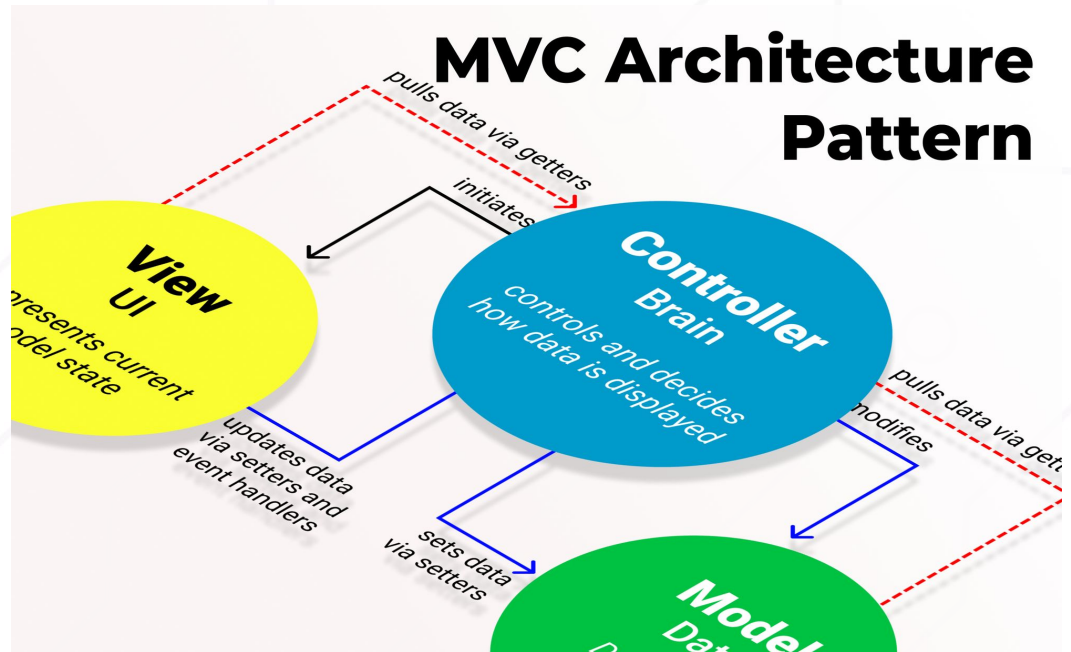 MVC Architecture
Pattern
pulls data via getters
initiates
View
UI
presents current
model state
Controller
Brain
controls and decides
how data is displayed
pulls data via
modifies
updates data
via setters and
event handlers
sets data
via setters
Model